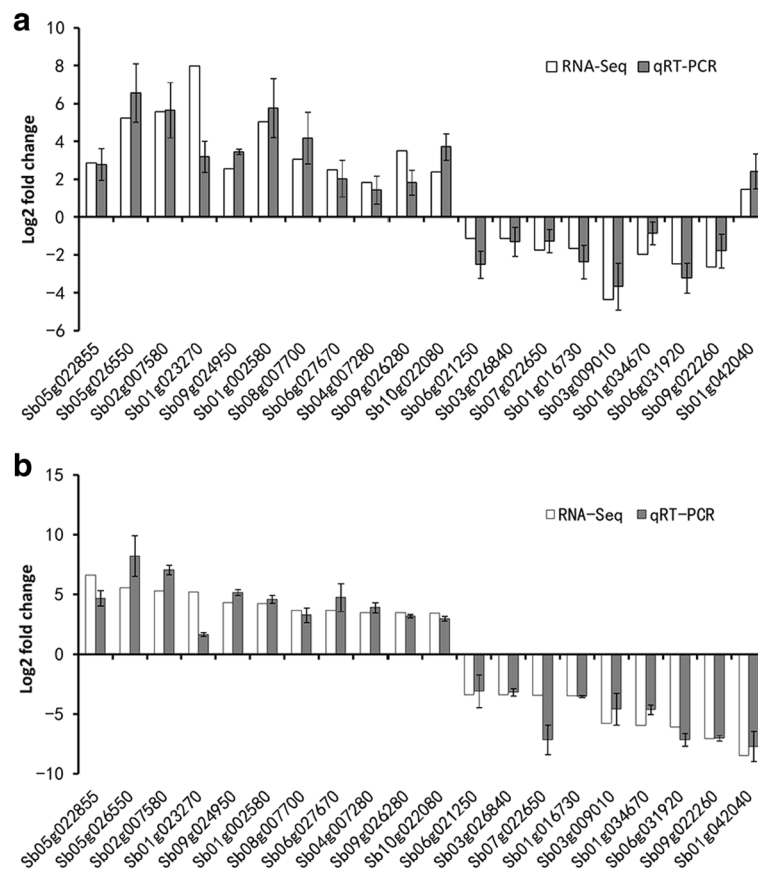 a
10
8
6
4
2
0
−2
−4
−6
Log2 fold change
RNA-Seq qRT-PCR
Sb05g022855
Sb05g026550
Sb02g007580
Sb01g023270
Sb09g024950
Sb01g002580
Sb08g007700
Sb06g027670
Sb04g007280
Sb09g026280
Sb10g022080
Sb06g021250
Sb03g026840
Sb07g022650
Sb01g016730
Sb03g009010
Sb01g034670
Sb06g031920
Sb09g022260
Sb01g042040
b
15
10
5
0
−5
−10
Log2 fold change
RNA-Seq qRT-PCR
Sb05g022855
Sb05g026550
Sb02g007580
Sb01g023270
Sb09g024950
Sb01g002580
Sb08g007700
Sb06g027670
Sb04g007280
Sb09g026280
Sb10g022080
Sb06g021250
Sb03g026840
Sb07g022650
Sb01g016730
Sb03g009010
Sb01g034670
Sb06g031920
Sb09g022260
Sb01g042040